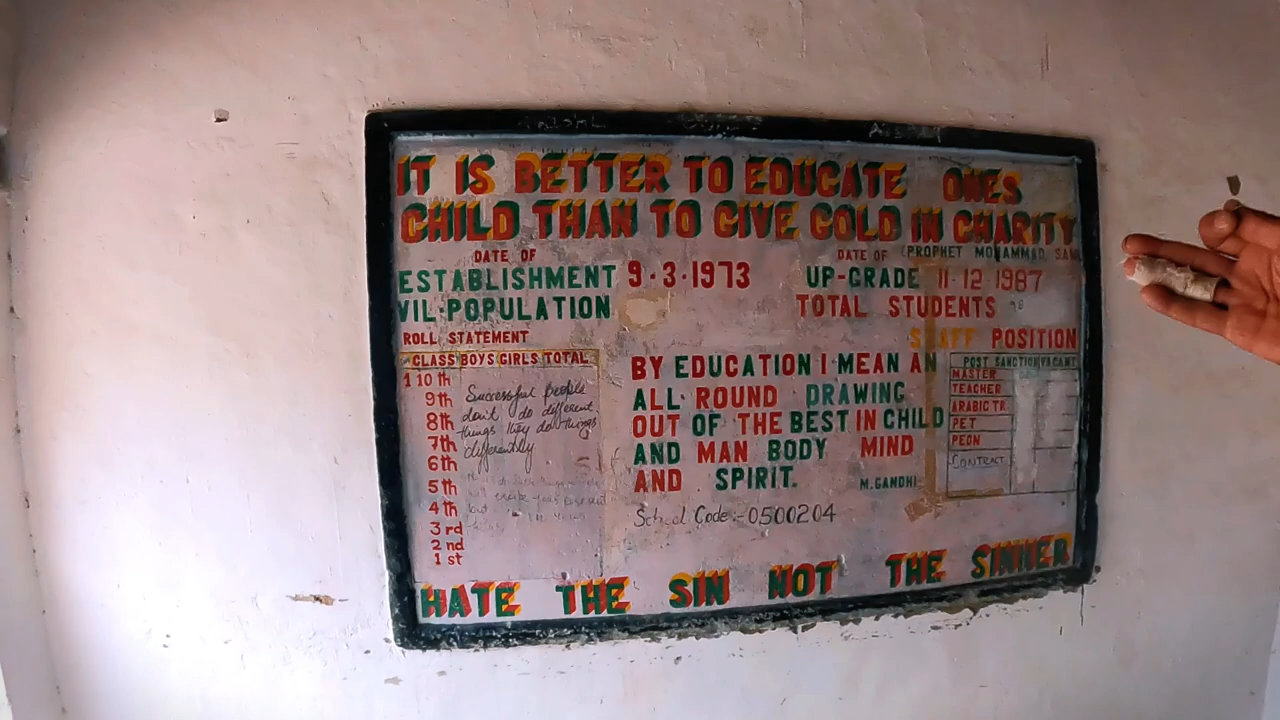 IT IS BETTER TO EDUCATE ONES
CHILD THAN TO GIVE GOLD IN CHARITY
(PROPHET MOHAMMAD
DATE OF
ESTABLISHMENT 9·3·1973
DATE OF
UP-GRADE 11·12·1987
VIL·POPULATION
TOTAL STUDENTS 98
ROLL STATEMENT
CLASS BOYS GIRLS TOTAL
10 th
9th
8th
7th
6th
5th
4th
3rd
2nd
1st
Successful people
don't do different
things they do things
differently
BY EDUCATION I MEAN AN
ALL ROUND DRAWING
OUT OF THE BEST IN CHILD
AND MAN BODY MIND
AND SPIRIT.
M.GANDHI
School Code:- 0500204
STAFF POSITION
POST SANCTION VACANT
MASTER
TEACHER
ARABIC TR
PET
PEON
CONTRACT
HATE THE SIN NOT THE SINNER